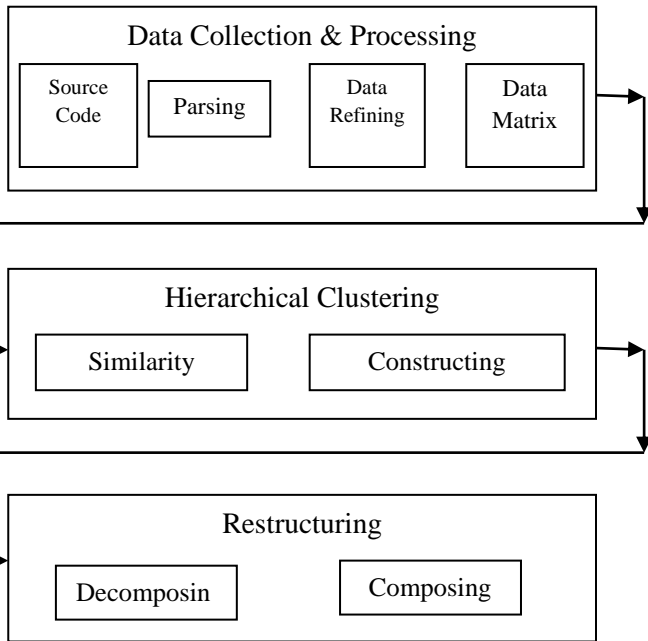 Data Collection & Processing
Source
Code
Parsing
Data
Refining
Data
Matrix
Hierarchical Clustering
Similarity
Constructing
Restructuring
Decomposin
Composing